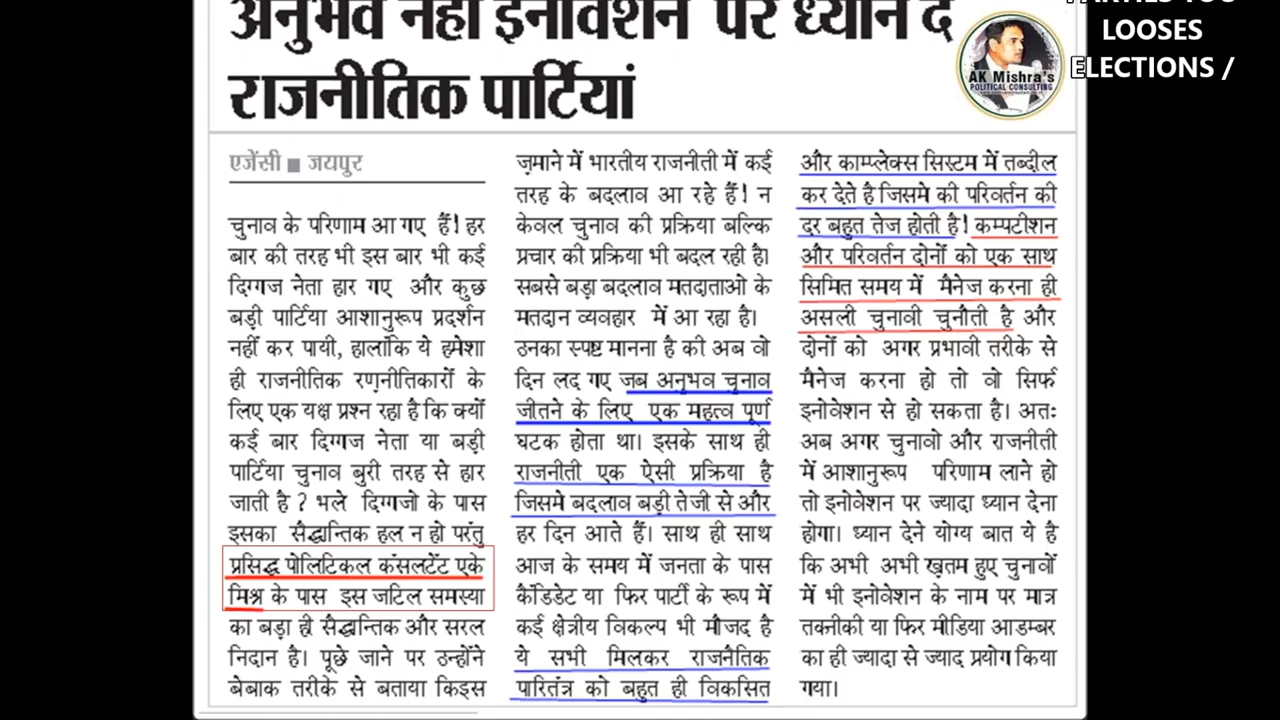 अनुभव नहीं इनोवेशन पर ध्यान दें
राजनीतिक पार्टियां
AK Mishra's
POLITICAL CONSULTING
LOOSES
ELECTIONS /
एजेंसी ■ जयपुर
चुनाव के परिणाम आ गए हैं! हर
बार की तरह भी इस बार भी कई
दिग्गज नेता हार गए और कुछ
बड़ी पार्टिया आशानुरूप प्रदर्शन
नहीं कर पायी, हालाँकि ये हमेशा
ही राजनीतिक रणनीतिकारों के
लिए एक यक्ष प्रश्न रहा है कि क्यों
कई बार दिग्गज नेता या बड़ी
पार्टिया चुनाव बुरी तरह से हार
जाती है ? भले दिग्गजो के पास
इसका सैद्धान्तिक हल न हो परंतु
प्रसिद्ध पोलिटिकल कंसलटेंट एके
मिश्र के पास इस जटिल समस्या
का बड़ा ही सैद्धान्तिक और सरल
निदान है। पूछे जाने पर उन्होंने
बेबाक तरीके से बताया किइस
ज़माने में भारतीय राजनीती में कई
तरह के बदलाव आ रहे हैं! न
केवल चुनाव की प्रक्रिया बल्कि
प्रचार की प्रक्रिया भी बदल रही है।
सबसे बड़ा बदलाव मतदाताओ के
मतदान व्यवहार में आ रहा है।
उनका स्पष्ट मानना है की अब वो
दिन लद गए जब अनुभव चुनाव
जीतने के लिए एक महत्व पूर्ण
घटक होता था। इसके साथ ही
राजनीती एक ऐसी प्रक्रिया है
जिसमे बदलाव बड़ी तेजी से और
हर दिन आते हैं। साथ ही साथ
आज के समय में जनता के पास
कैंडिडेट या फिर पार्टी के रूप में
कई क्षेत्रीय विकल्प भी मौजद है
ये सभी मिलकर राजनैतिक
पारितंत्र को बहुत ही विकसित
और काम्प्लेक्स सिस्टम में तब्दील
कर देते है जिसमे की परिवर्तन की
दर बहुत तेज होती है! कम्पटीशन
और परिवर्तन दोनों को एक साथ
सिमित समय में मैनेज करना ही
असली चुनावी चुनौती है और
दोनों को अगर प्रभावी तरीके से
मैनेज करना हो तो वो सिर्फ
इनोवेशन से हो सकता है। अतः
अब अगर चुनावो और राजनीती
में आशानुरूप परिणाम लाने हो
तो इनोवेशन पर ज्यादा ध्यान देना
होगा। ध्यान देने योग्य बात ये है
कि अभी अभी खतम हुए चुनावों
में भी इनोवेशन के नाम पर मात्र
तक्नीकी या फिर मीडिया आडम्बर
का ही ज्यादा से ज्याद प्रयोग किया
गया।